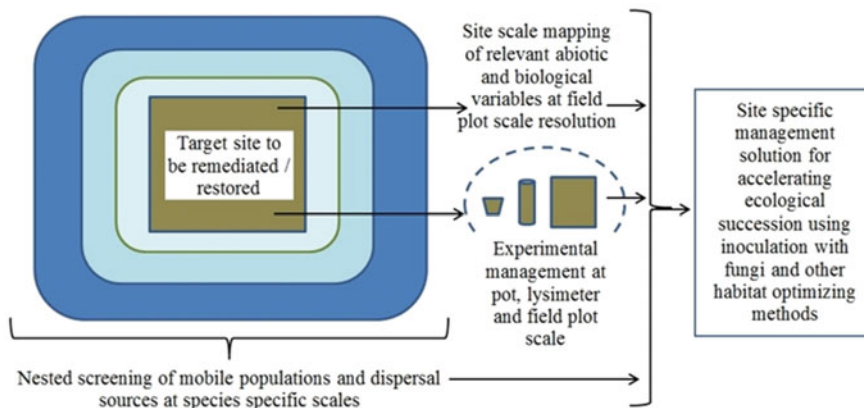 Target site to
be remediated /
restored
Site scale mapping
of relevant abiotic
and biological
variables at field
plot scale resolution
Experimental
management at
pot, lysimeter
and field plot
scale
Nested screening of mobile populations and dispersal
sources at species specific scales
Site specific
management
solution for
accelerating
ecological
succession using
inoculation with
fungi and other
habitat optimizing
methods